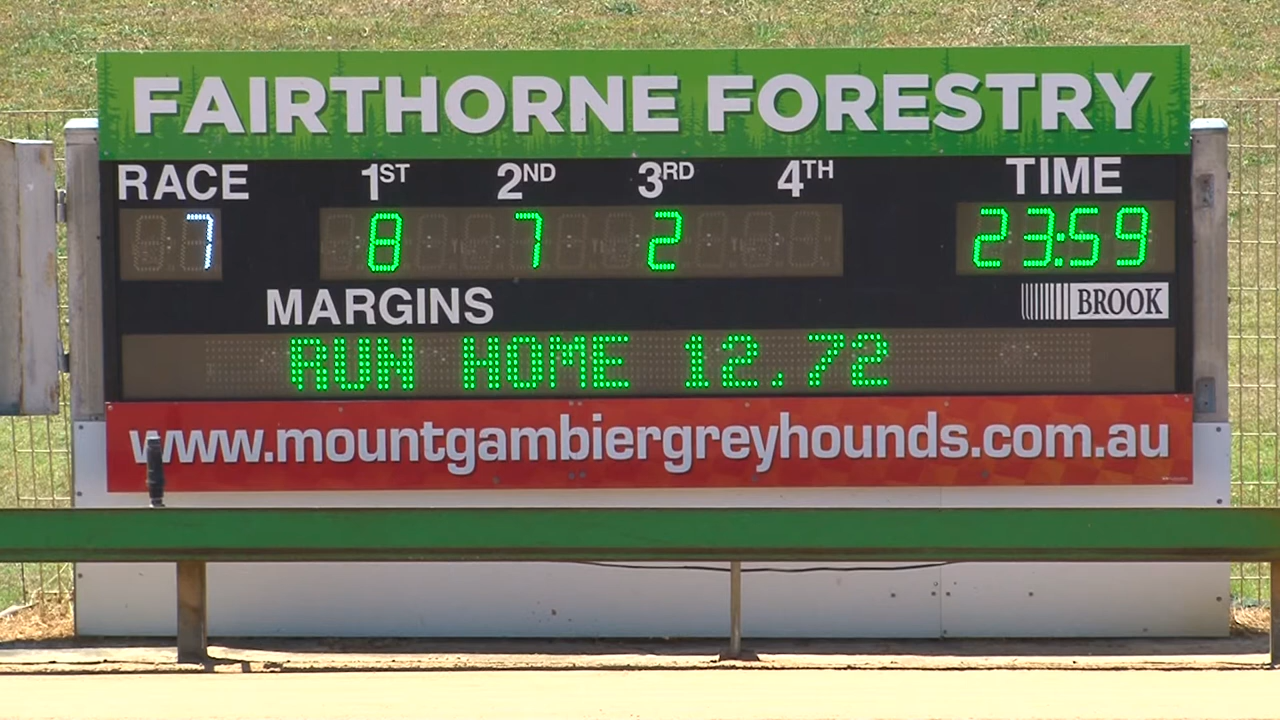 FAIRTHORNE FORESTRY
RACE 1ST 2ND 3RD 4TH TIME
7 8 7 2 23:59
MARGINS BROOK
RUN HOME 12.72
www.mountgambiergreyhounds.com.au